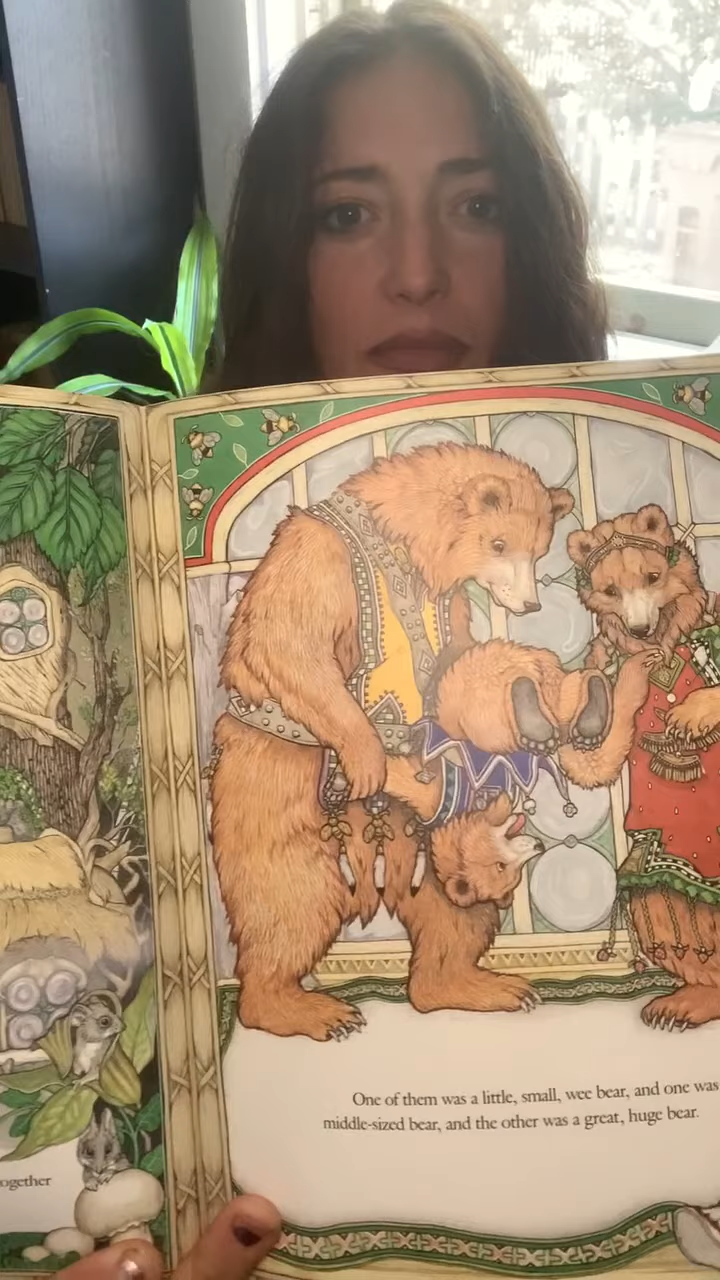 One of them was a little, small, wee bear, and one was
middle-sized bear, and the other was a great, huge bear.
ogether